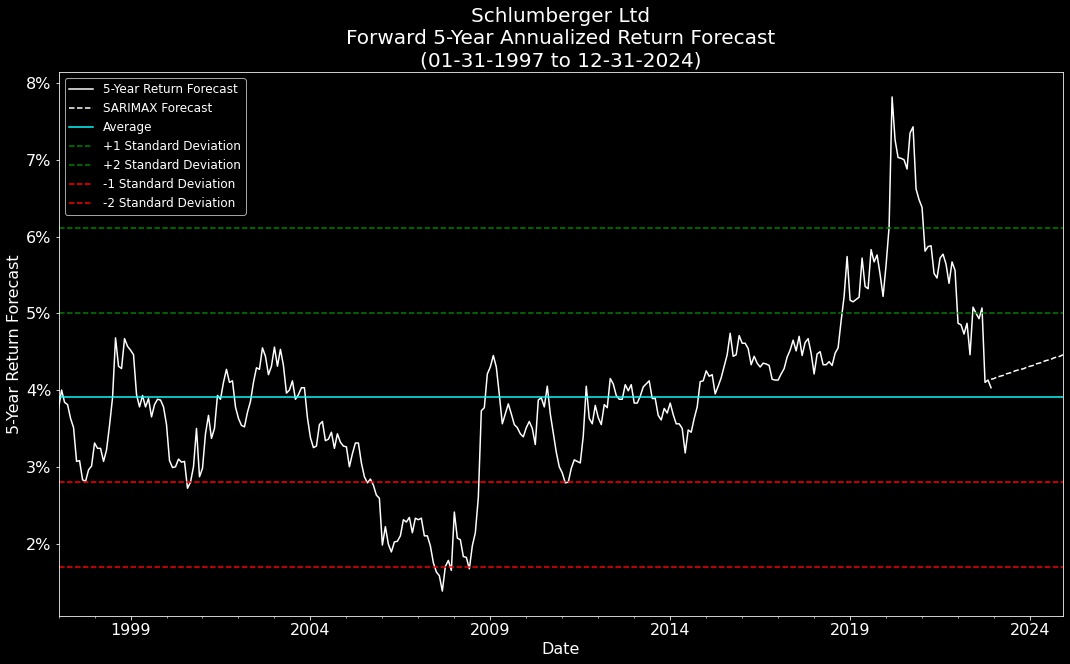 Schlumberger Ltd
Forward 5-Year Annualized Return Forecast
(01-31-1997 to 12-31-2024)
5-Year Return Forecast
SARIMAX Forecast
Average
+1 Standard Deviation
+2 Standard Deviation
-1 Standard Deviation
-2 Standard Deviation
8%
7%
6%
5%
4%
3%
2%
5-Year Return Forecast
1999
2004
2009
2014
2019
2024
Date